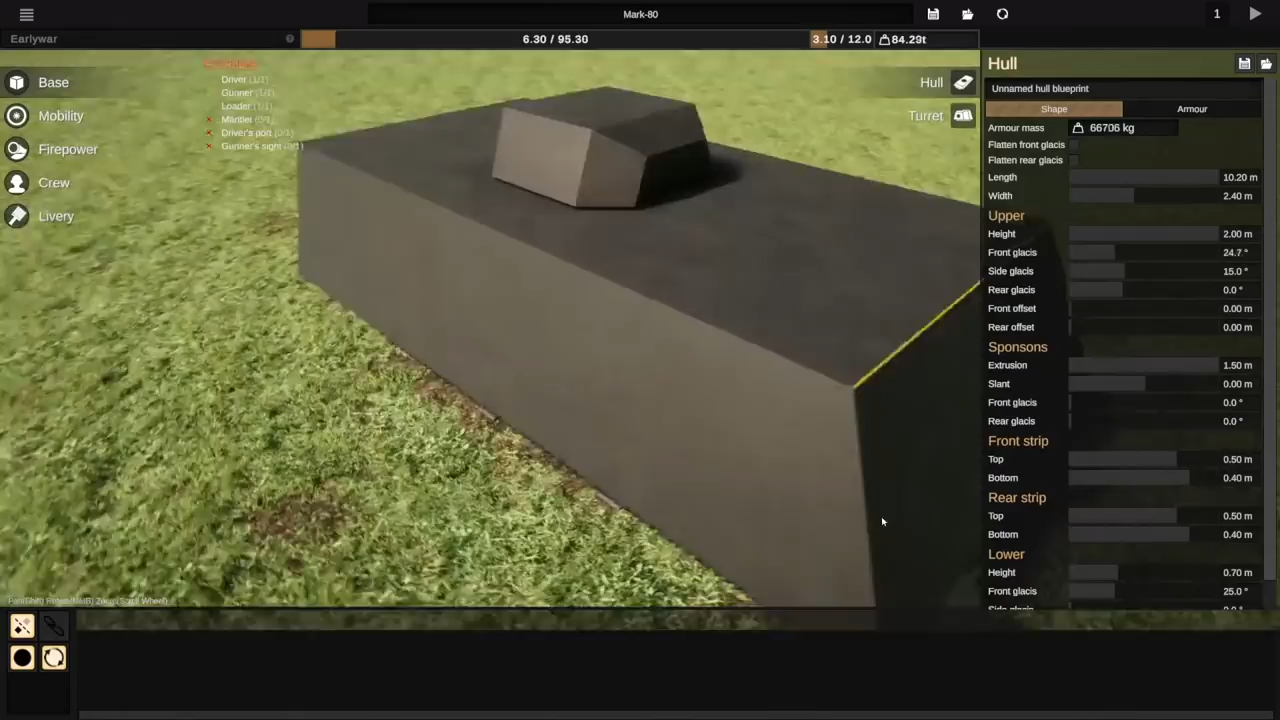 Mark-80
1
Earlywar
6.30 / 95.30
3.10 / 12.0
84.29t
Driver (1/1)
Gunner (1/1)
Loader (1/1)
Mantlet (0/1)
Driver's port (0/1)
Gunner's sight (0/1)
Base
Mobility
Firepower
Crew
Livery
Hull
Turret
Hull
Unnamed hull blueprint
Shape
Armour
Armour mass 66706 kg
Flatten front glacis
Flatten rear glacis
Length 10.20 m
Width 2.40 m
Upper
Height 2.00 m
Front glacis 24.7 °
Side glacis 15.0 °
Rear glacis 0.0 °
Front offset 0.00 m
Rear offset 0.00 m
Sponsons
Extrusion 1.50 m
Slant 0.00 m
Front glacis 0.0 °
Rear glacis 0.0 °
Front strip
Top 0.50 m
Bottom 0.40 m
Rear strip
Top 0.50 m
Bottom 0.40 m
Lower
Height 0.70 m
Front glacis 25.0 °